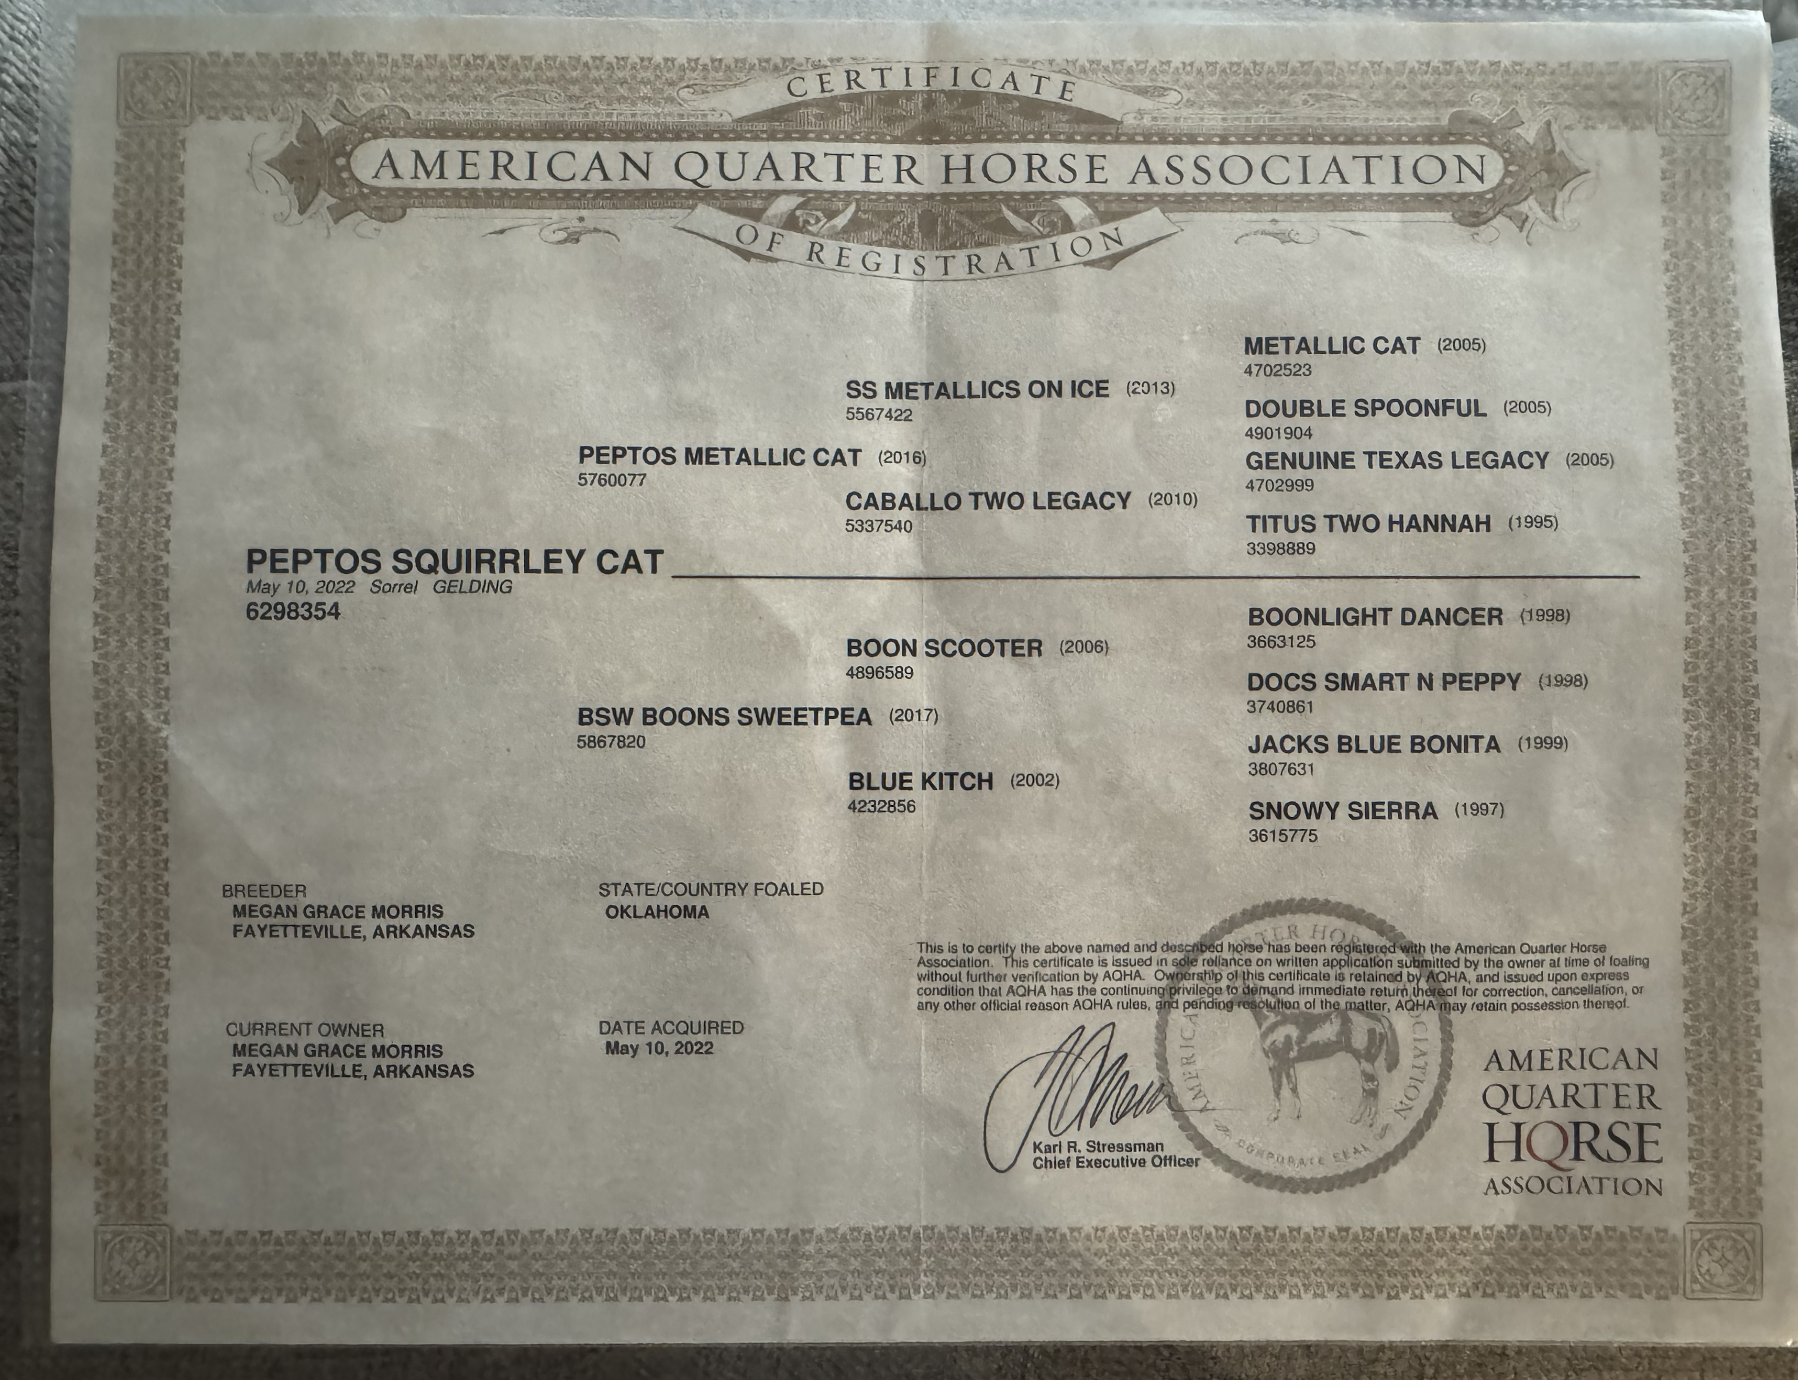 CERTIFICATE
AMERICAN QUARTER HORSE ASSOCIATION
OF REGISTRATION
METALLIC CAT (2005)
4702523
SS METALLICS ON ICE (2013)
5567422
DOUBLE SPOONFUL (2005)
4901904
PEPTOS METALLIC CAT (2016)
5760077
GENUINE TEXAS LEGACY (2005)
4702999
CABALLO TWO LEGACY (2010)
5337540
TITUS TWO HANNAH (1995)
3398889
PEPTOS SQUIRRLEY CAT
May 10, 2022 Sorrel GELDING
6298354
BOONLIGHT DANCER (1998)
3663125
BOON SCOOTER (2006)
4896589
DOCS SMART N PEPPY (1998)
3740861
BSW BOONS SWEETPEA (2017)
5867820
JACKS BLUE BONITA (1999)
3807631
BLUE KITCH (2002)
4232856
SNOWY SIERRA (1997)
3615775
BREEDER
MEGAN GRACE MORRIS
FAYETTEVILLE, ARKANSAS
STATE/COUNTRY FOALED
OKLAHOMA
CURRENT OWNER
MEGAN GRACE MORRIS
FAYETTEVILLE, ARKANSAS
DATE ACQUIRED
May 10, 2022
This is to certify the above named and described horse has been registered with the American Quarter Horse
Association. This certificate is issued in sole reliance on written application submitted by the owner at time of foaling
without further verification by AQHA. Ownership of this certificate is retained by AQHA, and issued upon express
condition that AQHA has the continuing privilege to demand immediate return thereof for correction, cancellation, or
any other official reason AQHA rules, and pending resolution of the matter, AQHA may retain possession thereof.
Karl R. Stressman
Chief Executive Officer
CORPORATE SEAL
AMERICAN
QUARTER
HORSE
ASSOCIATION